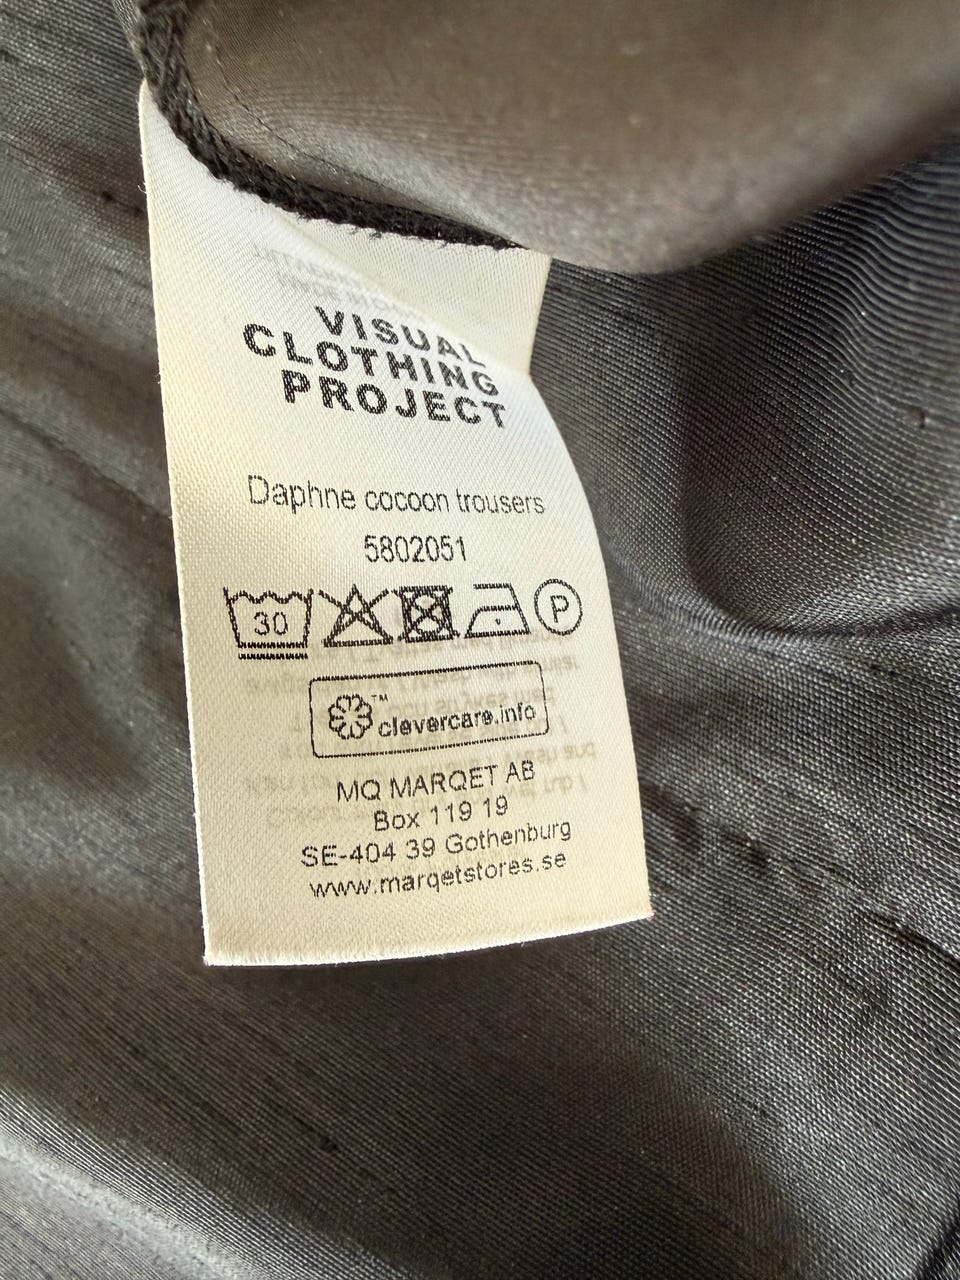 VISUAL
CLOTHING
PROJECT
Daphne cocoon trousers
5802051
30
P
™
clevercare.info
MQ MARQET AB
Box 119 19
SE-404 39 Gothenburg
www.marqetstores.se